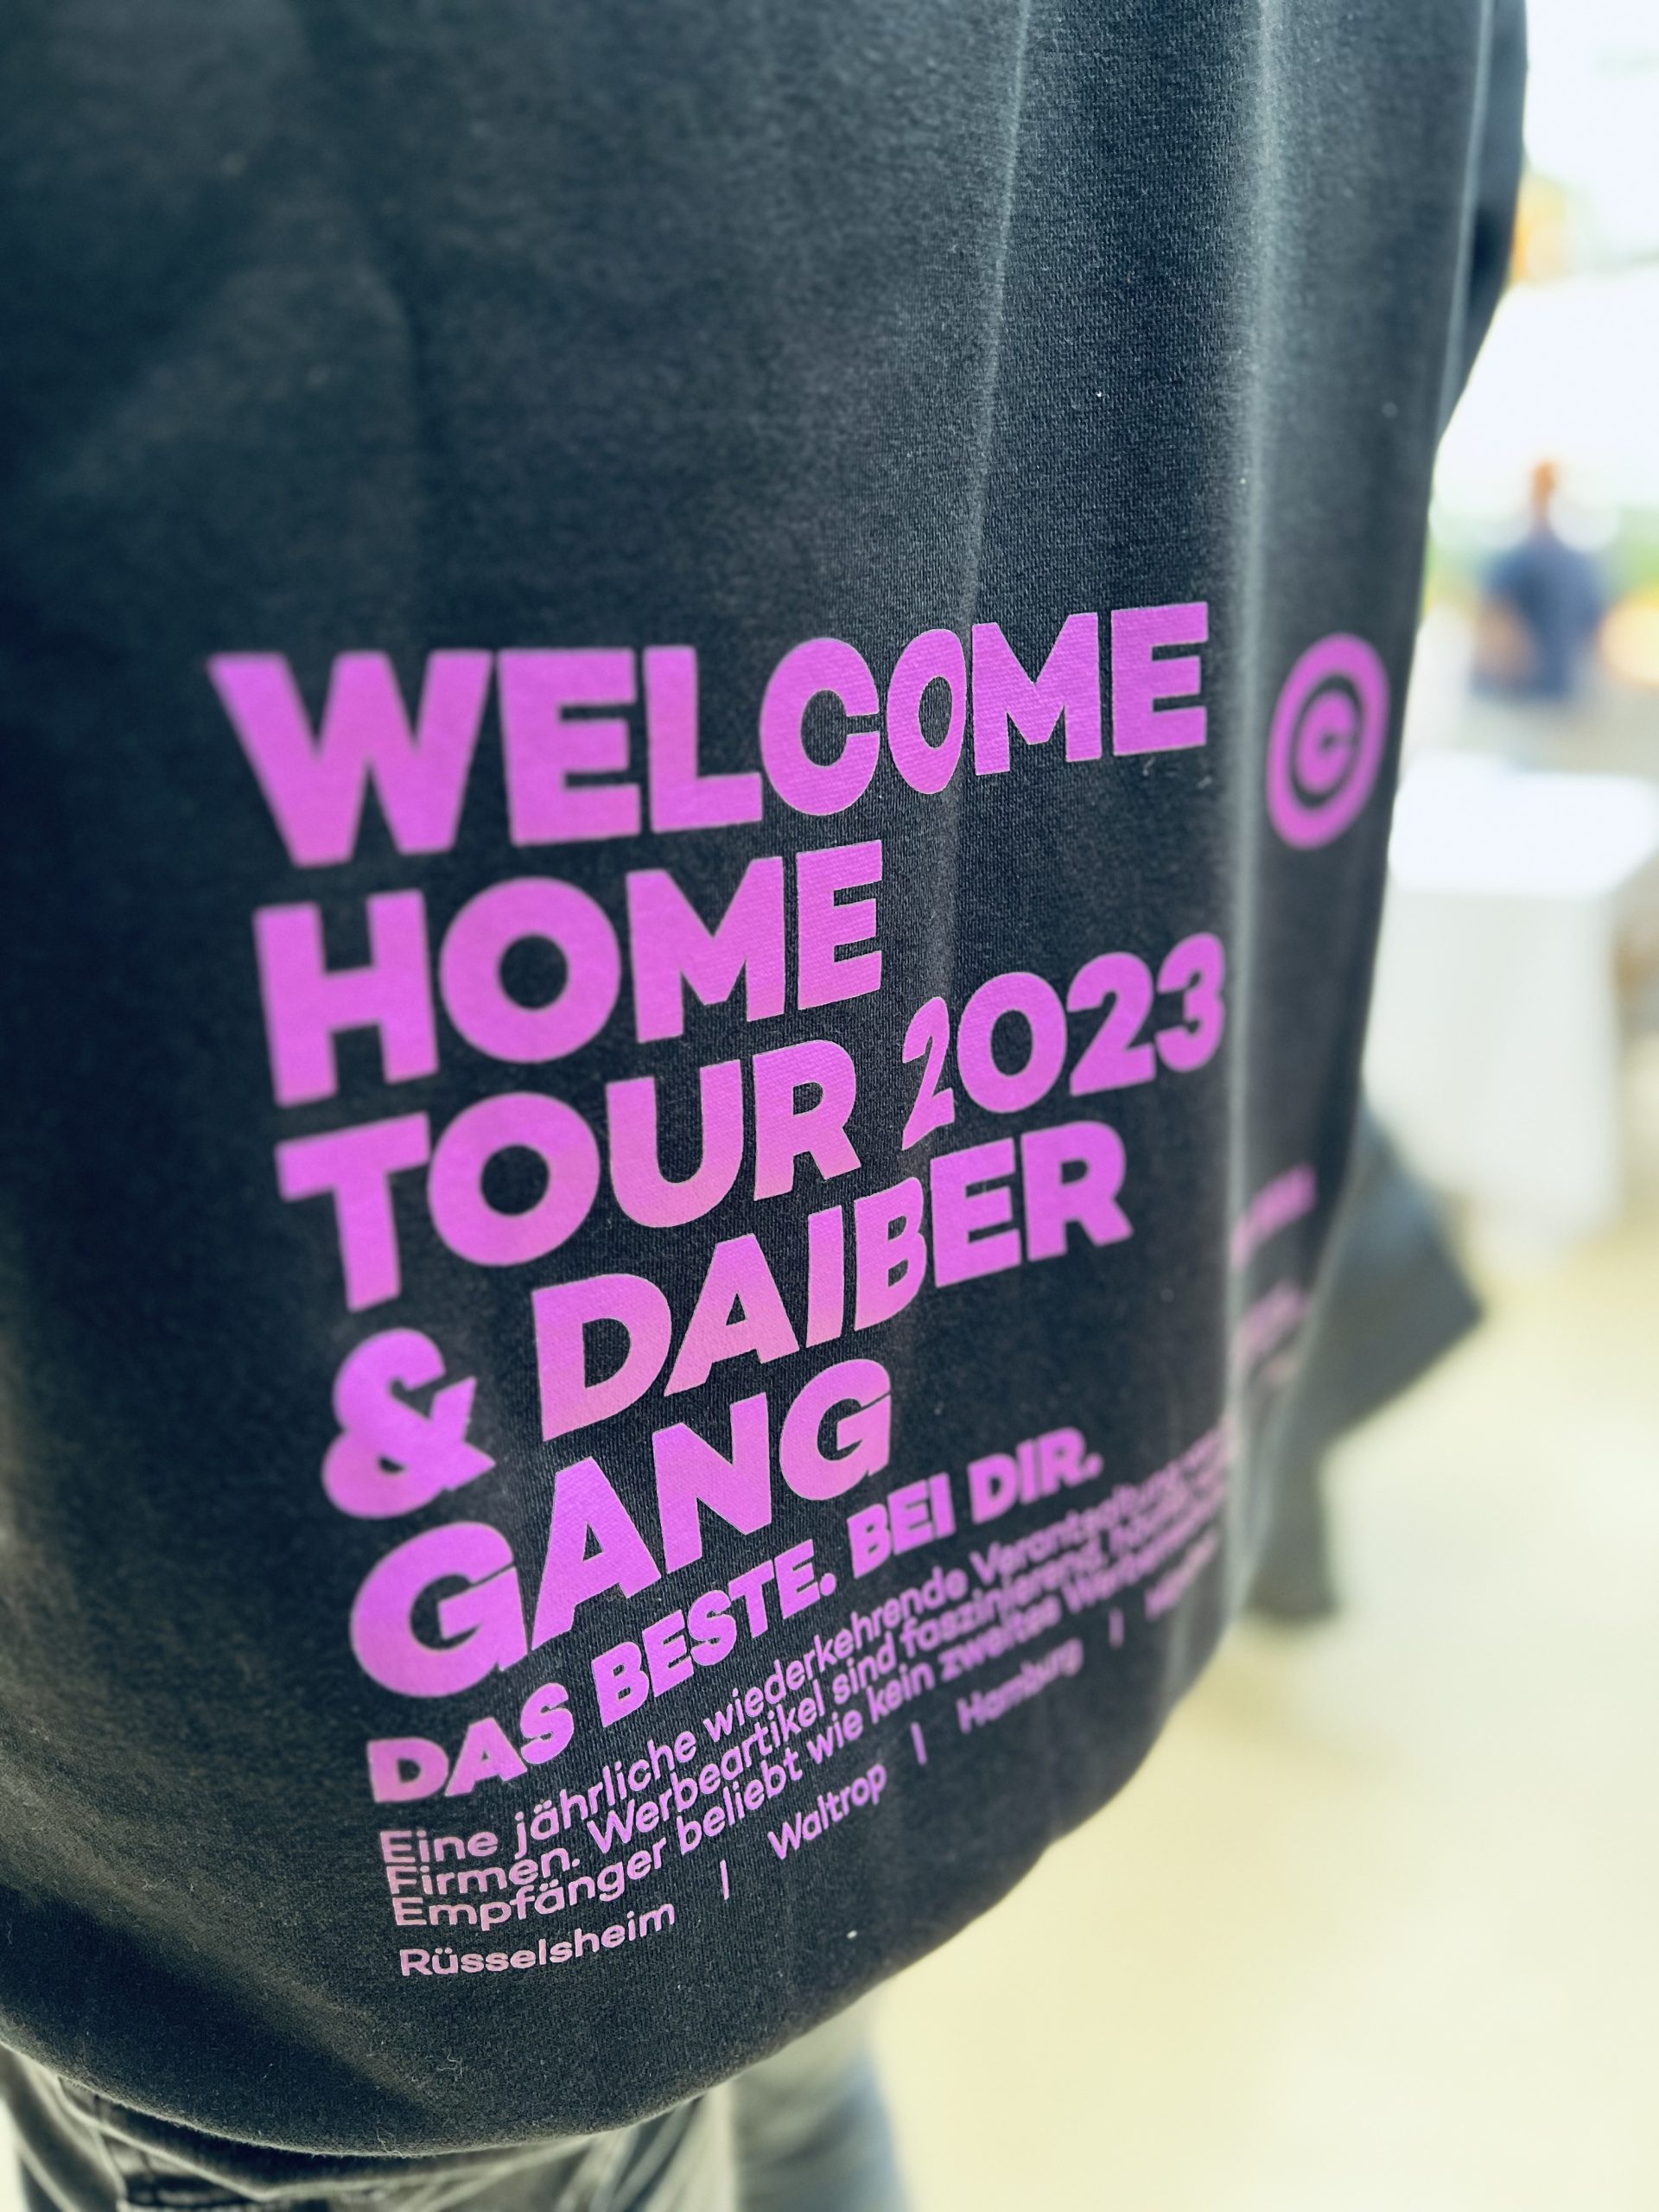 WELCOME
HOME
TOUR 2023
& DAIBER
GANG
DAS BESTE. BEI DIR.
Eine jährliche wiederkehrende Verantwortung
Firmen. Werbeartikel sind faszinierend,
Empfänger beliebt wie kein zweites
Rüsselsheim | Waltrop | Hamburg |